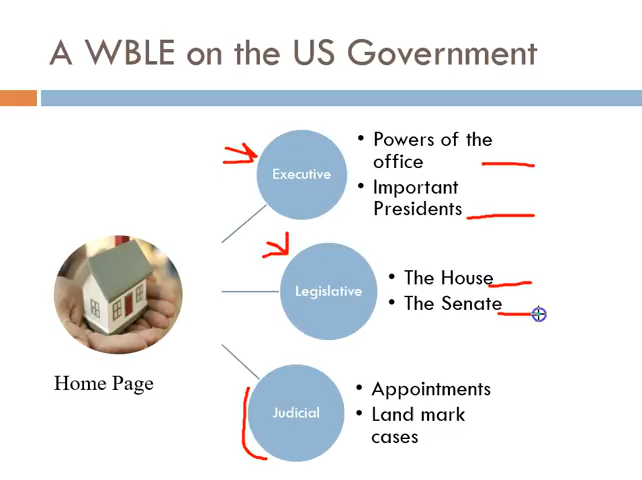 A WBLE on the US Government
Executive
• Powers of the
office
• Important
Presidents
Legislative
• The House
• The Senate
Home Page
Judicial
• Appointments
• Land mark
cases